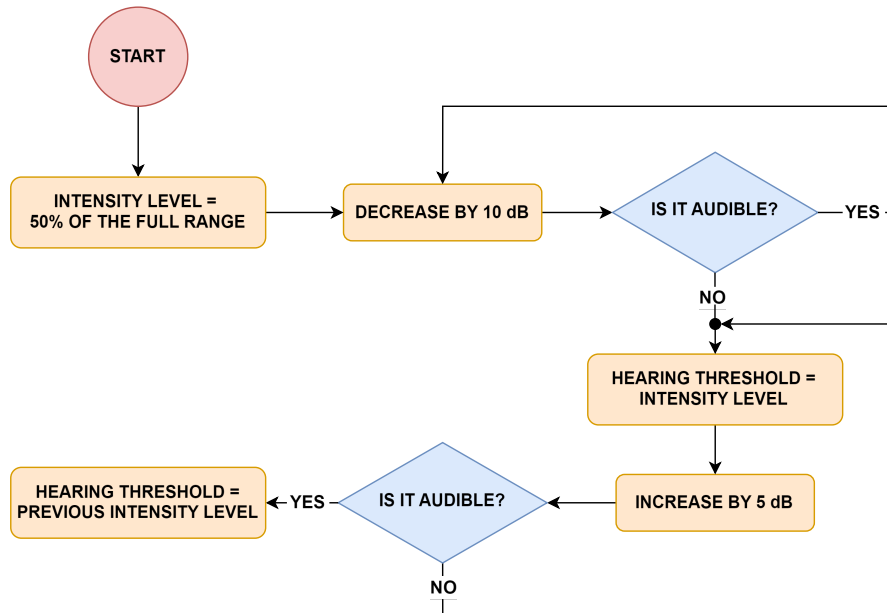 START
INTENSITY LEVEL =
50% OF THE FULL RANGE
DECREASE BY 10 dB
IS IT AUDIBLE?
YES
NO
HEARING THRESHOLD =
INTENSITY LEVEL
INCREASE BY 5 dB
IS IT AUDIBLE?
YES
HEARING THRESHOLD =
PREVIOUS INTENSITY LEVEL
NO